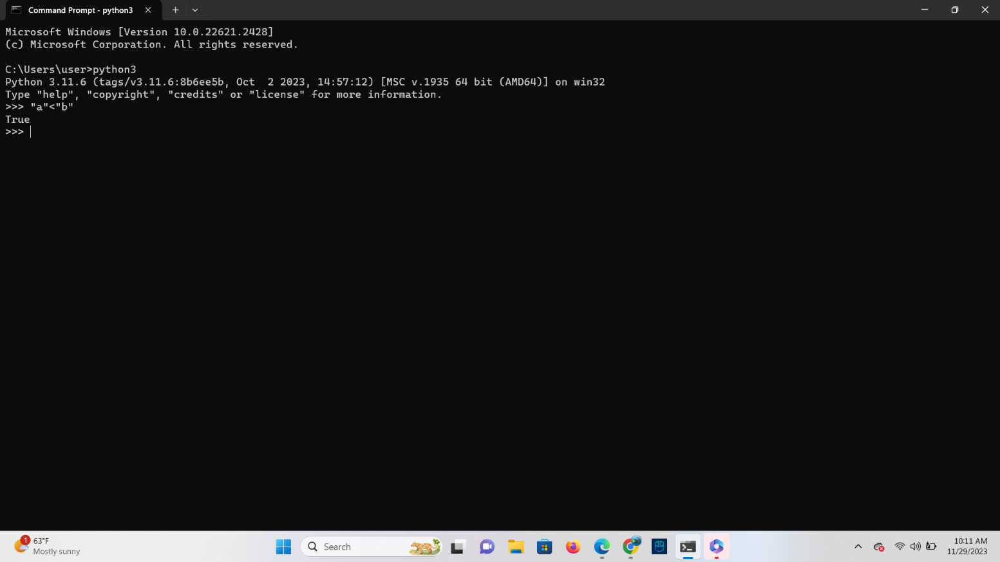 Command Prompt - python3
Microsoft Windows [Version 10.0.22621.2428]
(c) Microsoft Corporation. All rights reserved.
C:\Users\user>python3
Python 3.11.6 (tags/v3.11.6:8b6ee5b, Oct  2 2023, 14:57:12) [MSC v.1935 64 bit (AMD64)] on win32
Type "help", "copyright", "credits" or "license" for more information.
>>> "a"<"b"
True
>>>
1
63°F
Mostly sunny
Search
10:11 AM
11/29/2023